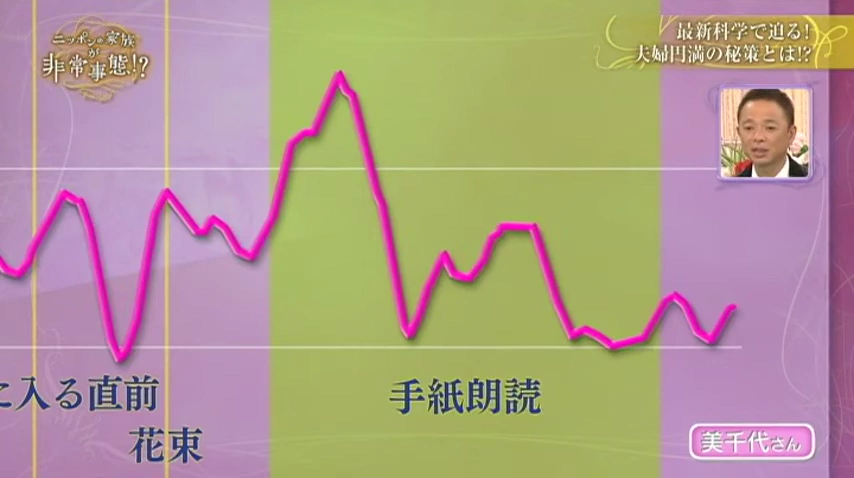 ニッポンの家族
が
非常事態!?
最新科学で迫る!
夫婦円満の秘策とは!?
に入る直前
花束
手紙朗読
美千代さん